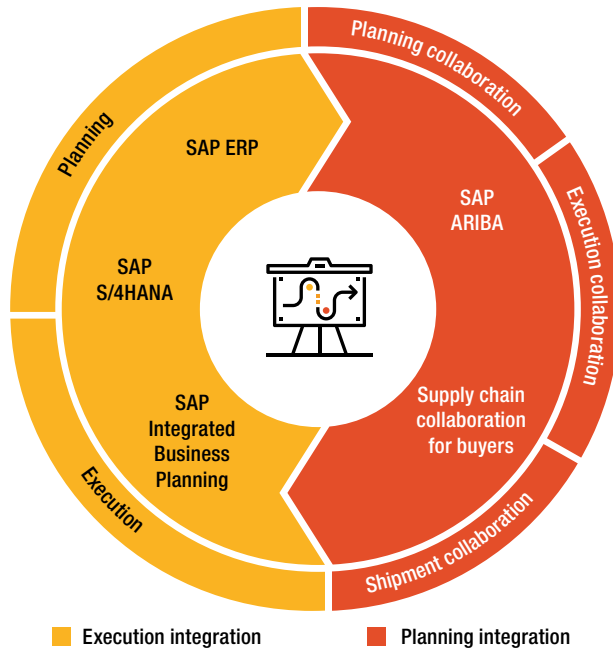 Planning
Execution
SAP ERP
SAP
S/4HANA
SAP
Integrated
Business
Planning
Planning collaboration
Execution collaboration
Shipment collaboration
SAP
ARIBA
Supply chain
collaboration
for buyers
Execution integration
Planning integration